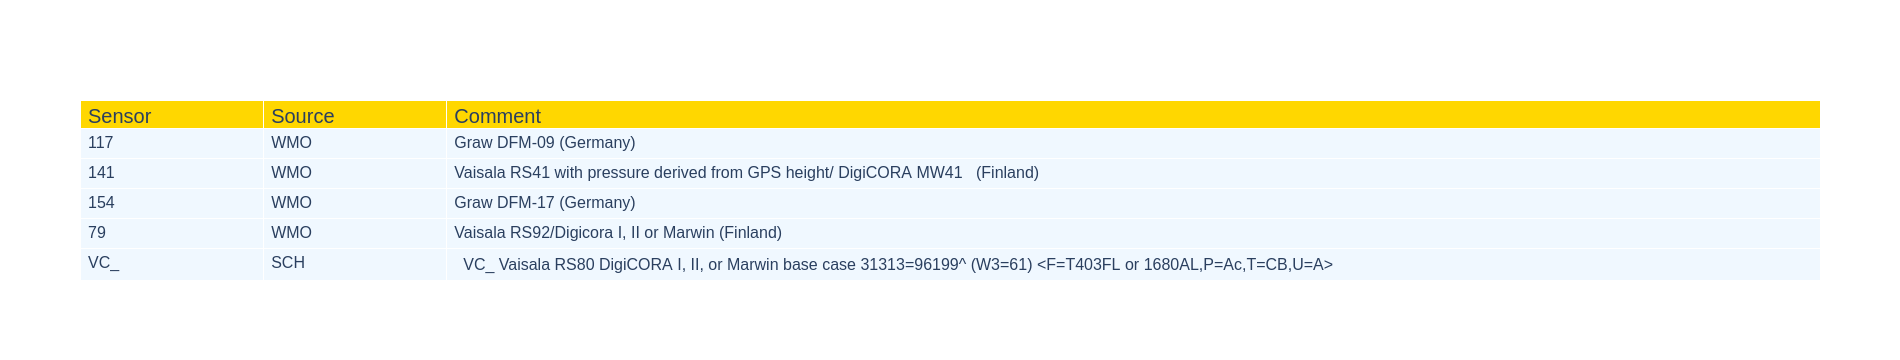 Sensor Source Comment
117 WMO Graw DFM-09 (Germany)
141 WMO Vaisala RS41 with pressure derived from GPS height/ DigiCORA MW41   (Finland)
154 WMO Graw DFM-17 (Germany)
79 WMO Vaisala RS92/Digicora I, II or Marwin (Finland)
VC_ SCH VC_ Vaisala RS80 DigiCORA I, II, or Marwin base case 31313=96199^ (W3=61) <F=T403FL or 1680AL,P=Ac,T=CB,U=A>